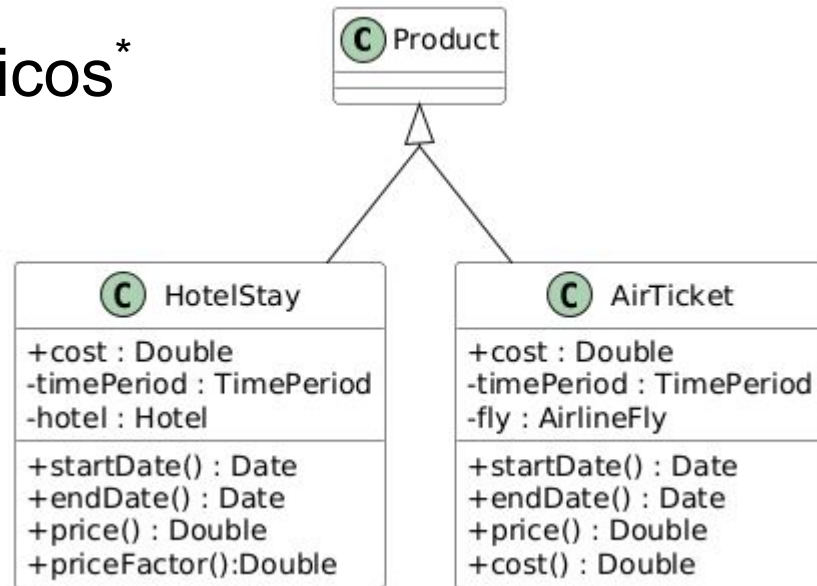 icos*
C Product
C HotelStay
+cost : Double
-timePeriod : TimePeriod
-hotel : Hotel
+startDate() : Date
+endDate() : Date
+price() : Double
+priceFactor():Double
C AirTicket
+cost : Double
-timePeriod : TimePeriod
-fly : AirlineFly
+startDate() : Date
+endDate() : Date
+price() : Double
+cost() : Double